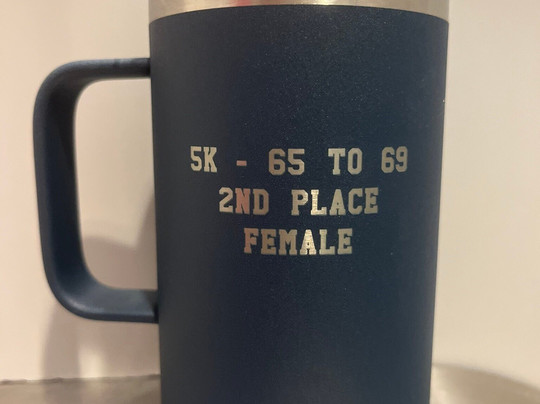 5K - 65 TO 69
2ND PLACE
FEMALE